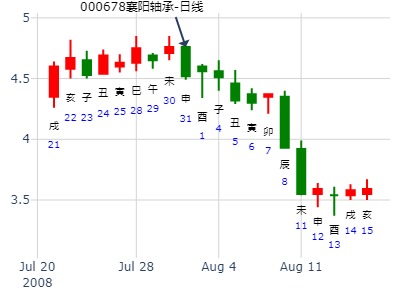 000678襄阳轴承-日线
5
4.5
4
3.5
戌
21
亥
22
子
23
丑
24
寅
25
巳
28
午
29
未
30
申
31
酉
1
子
4
丑
5
寅
6
卯
7
辰
8
未
11
申
12
酉
13
戌
14
亥
15
Jul 20
2008
Jul 28
Aug 4
Aug 11